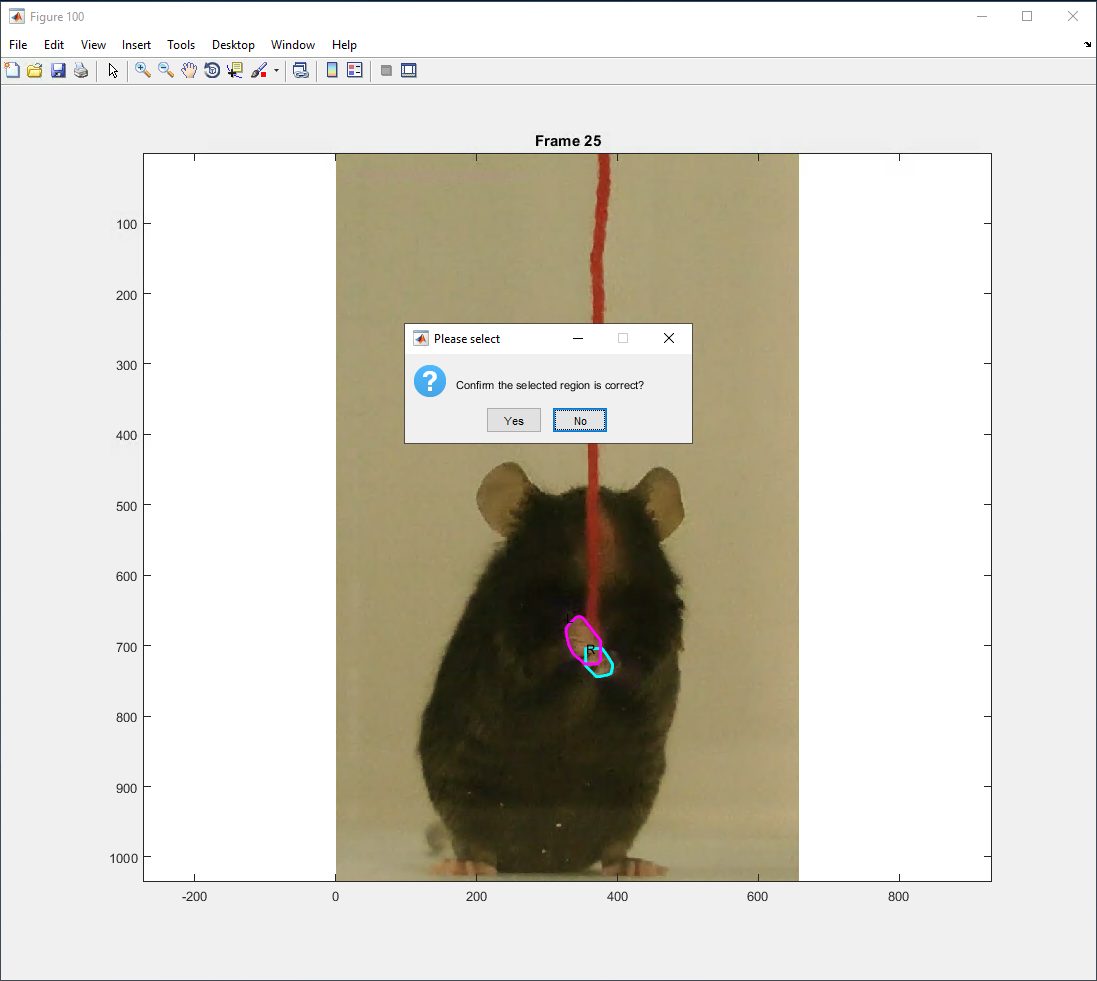 Figure 100
File Edit View Insert Tools Desktop Window Help
Frame 25
100
200
300
400
500
600
700
800
900
1000
-200 0 200 400 600 800
Please select
Confirm the selected region is correct?
Yes No
L
R